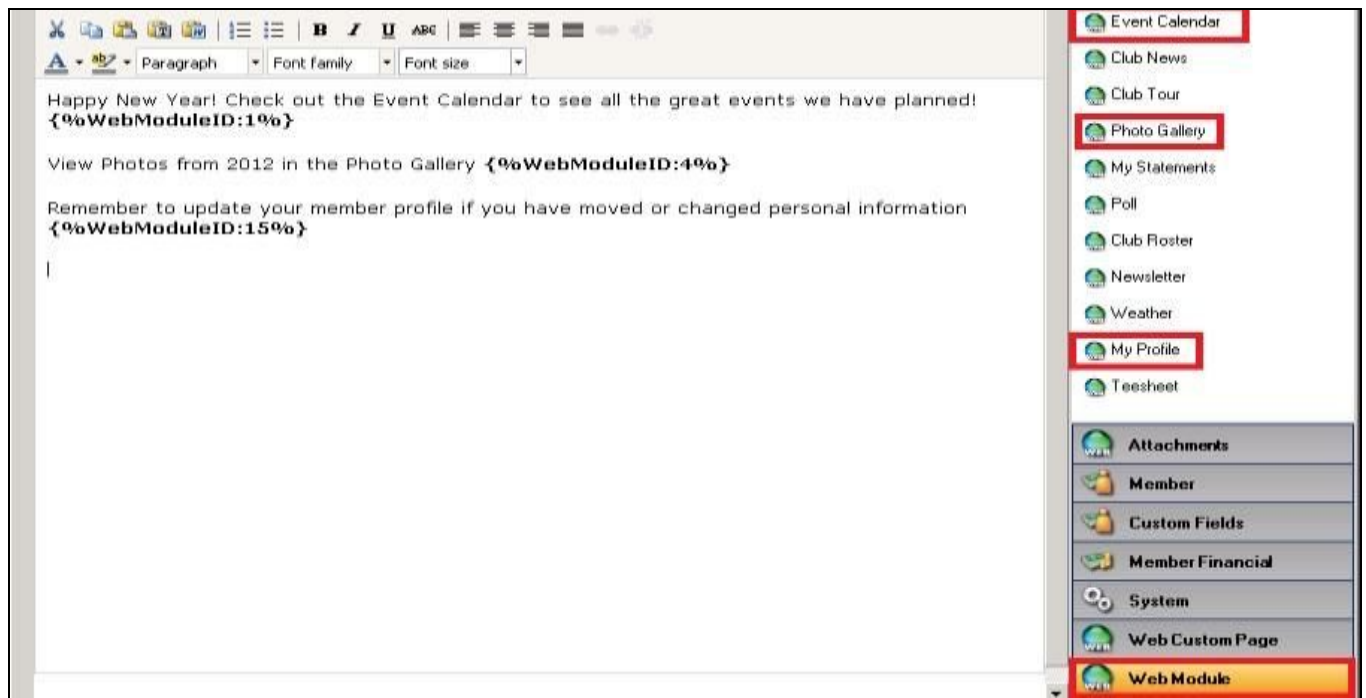 B I U ABC
A ab Paragraph Font family Font size
Happy New Year! Check out the Event Calendar to see all the great events we have planned!
{%WebModuleID:1%}
View Photos from 2012 in the Photo Gallery {%WebModuleID:4%}
Remember to update your member profile if you have moved or changed personal information
{%WebModuleID:15%}
Event Calendar
Club News
Club Tour
Photo Gallery
My Statements
Poll
Club Roster
Newsletter
Weather
My Profile
Teesheet
Attachments
Member
Custom Fields
Member Financial
System
Web Custom Page
Web Module